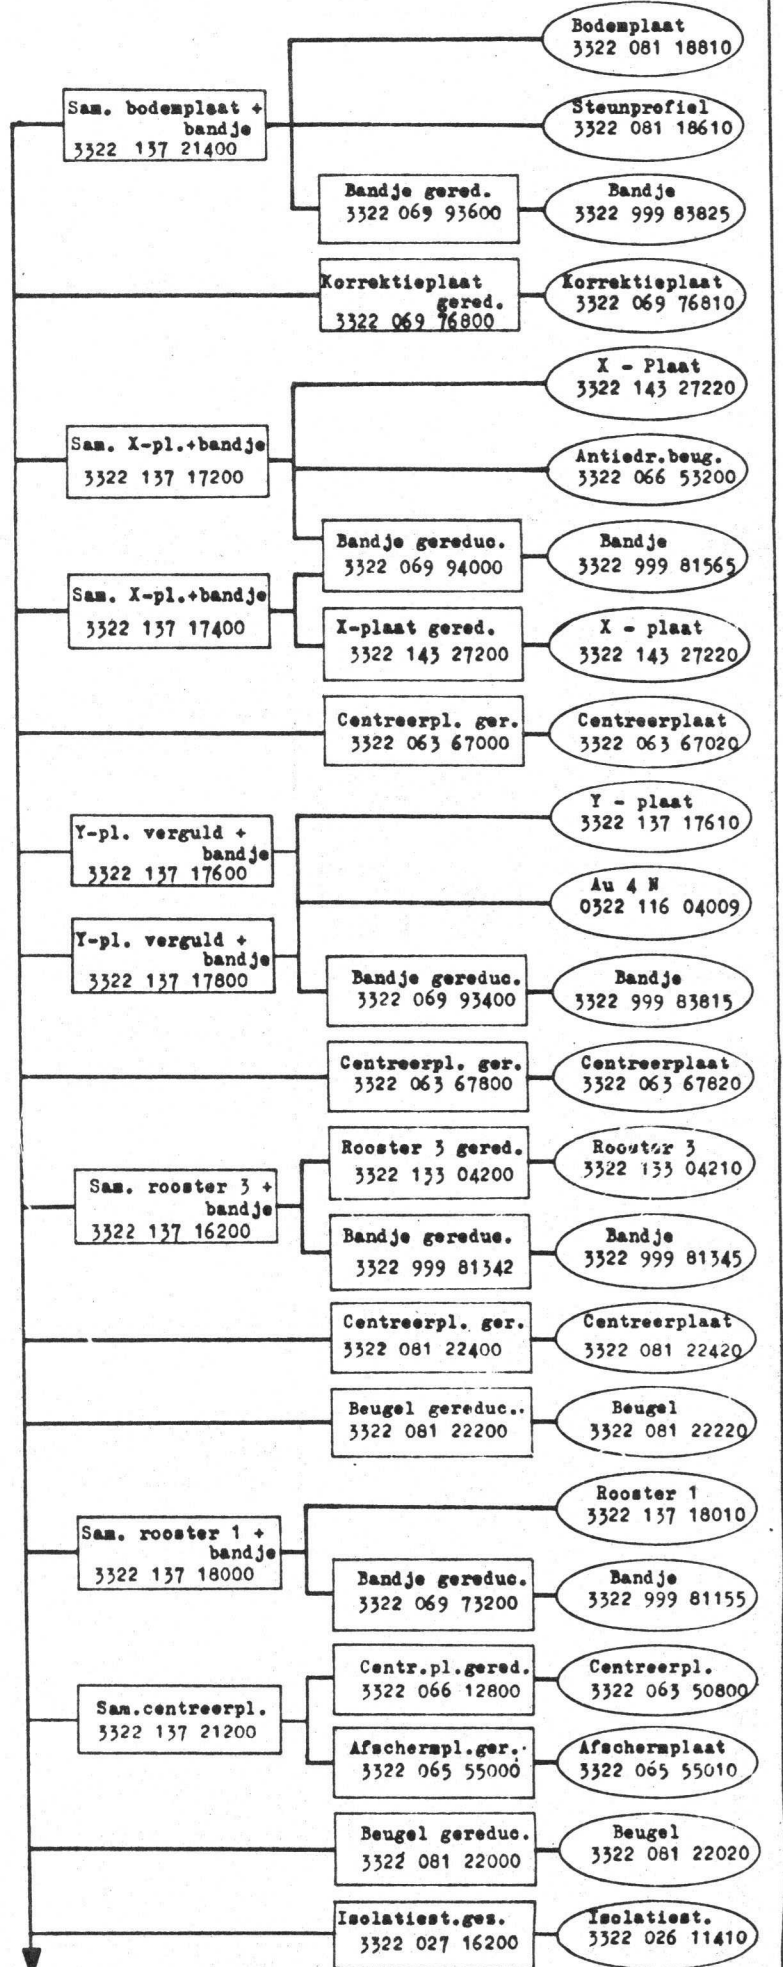 Bodemplaat
3322 081 18810
Sam. bodemplaat +
bandje
3322 137 21400
Steunprofiel
3322 081 18610
Bandje gered.
3322 069 93600
Bandje
3322 999 83825
Korrektieplaat
gered.
3322 069 76800
Korrektieplaat
3322 069 76810
X - Plaat
3322 143 27220
Sam. X-pl.+bandje
3322 137 17200
Antiedr.beug.
3322 066 53200
Bandje gereduc.
3322 069 94000
Bandje
3322 999 81565
Sam. X-pl.+bandje
3322 137 17400
X-plaat gered.
3322 143 27200
X - plaat
3322 143 27220
Centreerpl. ger.
3322 063 67000
Centreerplaat
3322 063 67020
Y - plaat
3322 137 17610
Y-pl. verguld +
bandje
3322 137 17600
Au 4 N
0322 116 04009
Y-pl. verguld +
bandje
3322 137 17800
Bandje gereduc.
3322 069 93400
Bandje
3322 999 83815
Centreerpl. ger.
3322 063 67800
Centreerplaat
3322 063 67820
Rooster 3 gered.
3322 133 04200
Rooster 3
3322 133 04210
Sam. rooster 3 +
bandje
3322 137 16200
Bandje gereduc.
3322 999 81342
Bandje
3322 999 81345
Centreerpl. ger.
3322 081 22400
Centreerplaat
3322 081 22420
Beugel gereduc..
3322 081 22200
Beugel
3322 081 22220
Rooster 1
3322 137 18010
Sam. rooster 1 +
bandje
3322 137 18000
Bandje gereduc.
3322 069 73200
Bandje
3322 999 81155
Centr.pl.gered.
3322 066 12800
Centreerpl.
3322 063 50800
Sam.centreerpl.
3322 137 21200
Afschermpl.ger..
3322 065 55000
Afschermplaat
3322 065 55010
Beugel gereduc.
3322 081 22000
Beugel
3322 081 22020
Isolatiest.ges.
3322 027 16200
Isolatiest.
3322 026 11410